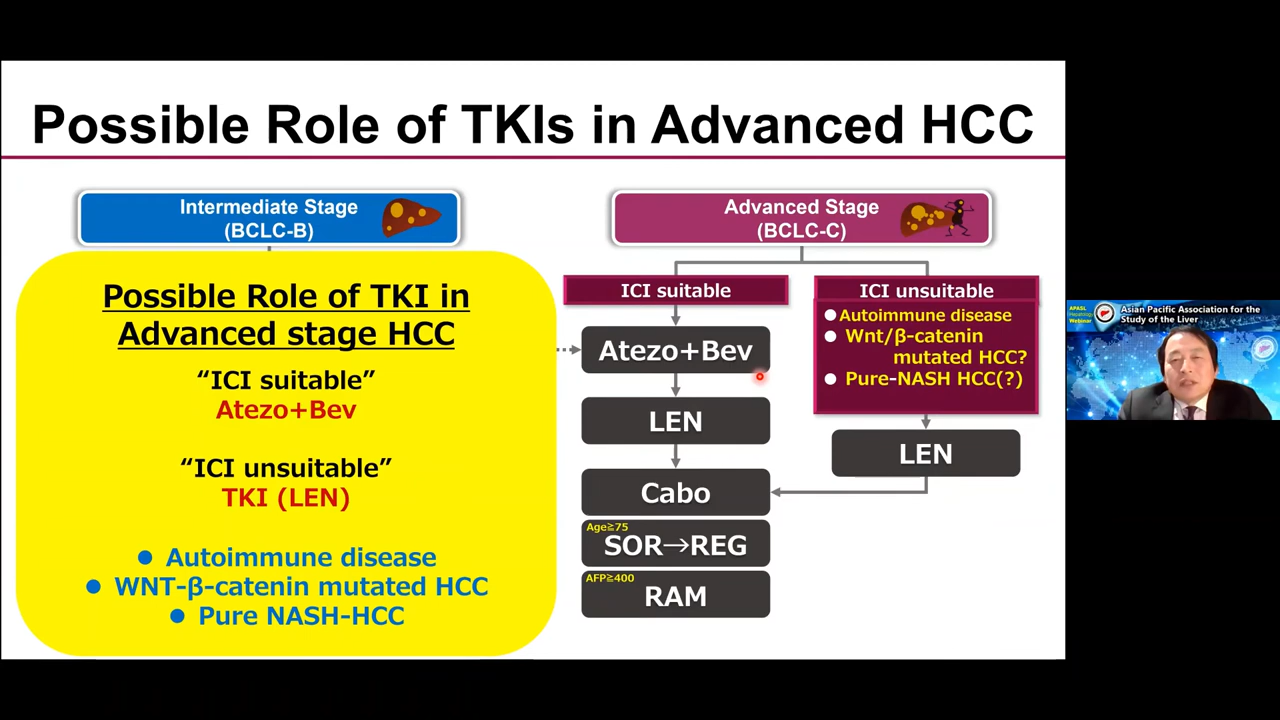 Possible Role of TKIs in Advanced HCC
Intermediate Stage
(BCLC-B)
Possible Role of TKI in
Advanced stage HCC
“ICI suitable”
Atezo+Bev
“ICI unsuitable”
TKI (LEN)
● Autoimmune disease
● WNT-β-catenin mutated HCC
● Pure NASH-HCC
Advanced Stage
(BCLC-C)
ICI suitable
Atezo+Bev
LEN
Cabo
Age≧75
SOR→REG
AFP≧400
RAM
ICI unsuitable
●Autoimmune disease
● Wnt/β-catenin
mutated HCC?
● Pure-NASH HCC(?)
LEN
APASL
Hepatology
Webinar
Asian Pacific Association for the
Study of the Liver